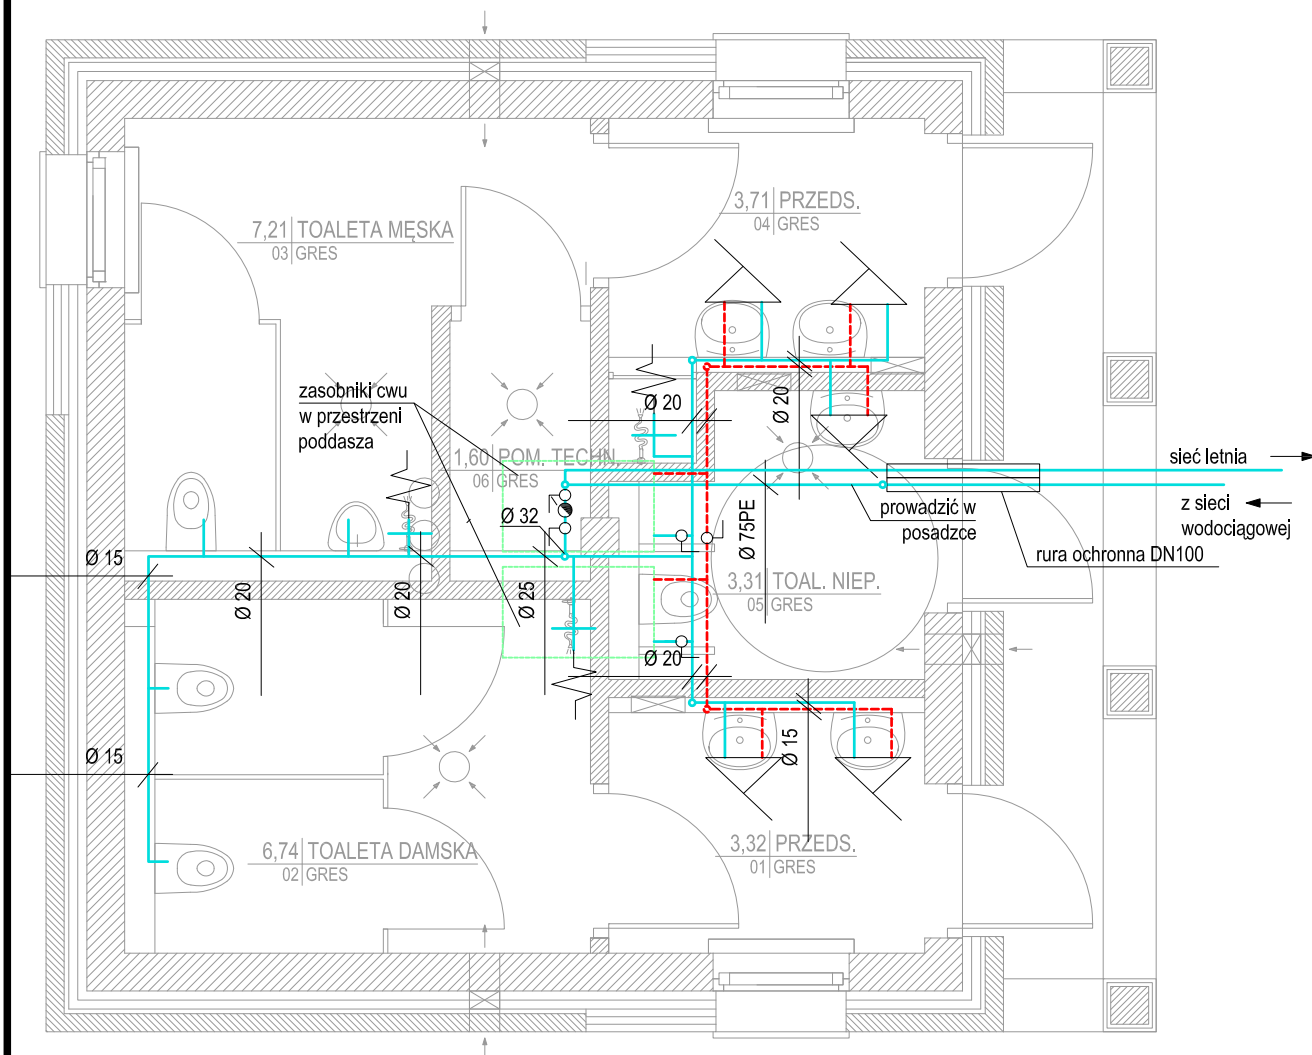 7,21 TOALETA MĘSKA
03 GRES
3,71 PRZEDS.
04 GRES
zasobniki cwu
w przestrzeni
poddasza
Ø 20
Ø 20
1,60 POM. TECHN.
06 GRES
sieć letnia
z sieci
wodociągowej
prowadzić w
posadzce
rura ochronna DN100
Ø 32
Ø 75PE
Ø 15
Ø 20
Ø 20
Ø 25
3,31 TOAL. NIEP.
05 GRES
Ø 20
Ø 15
Ø 15
6,74 TOALETA DAMSKA
02 GRES
3,32 PRZEDS.
01 GRES